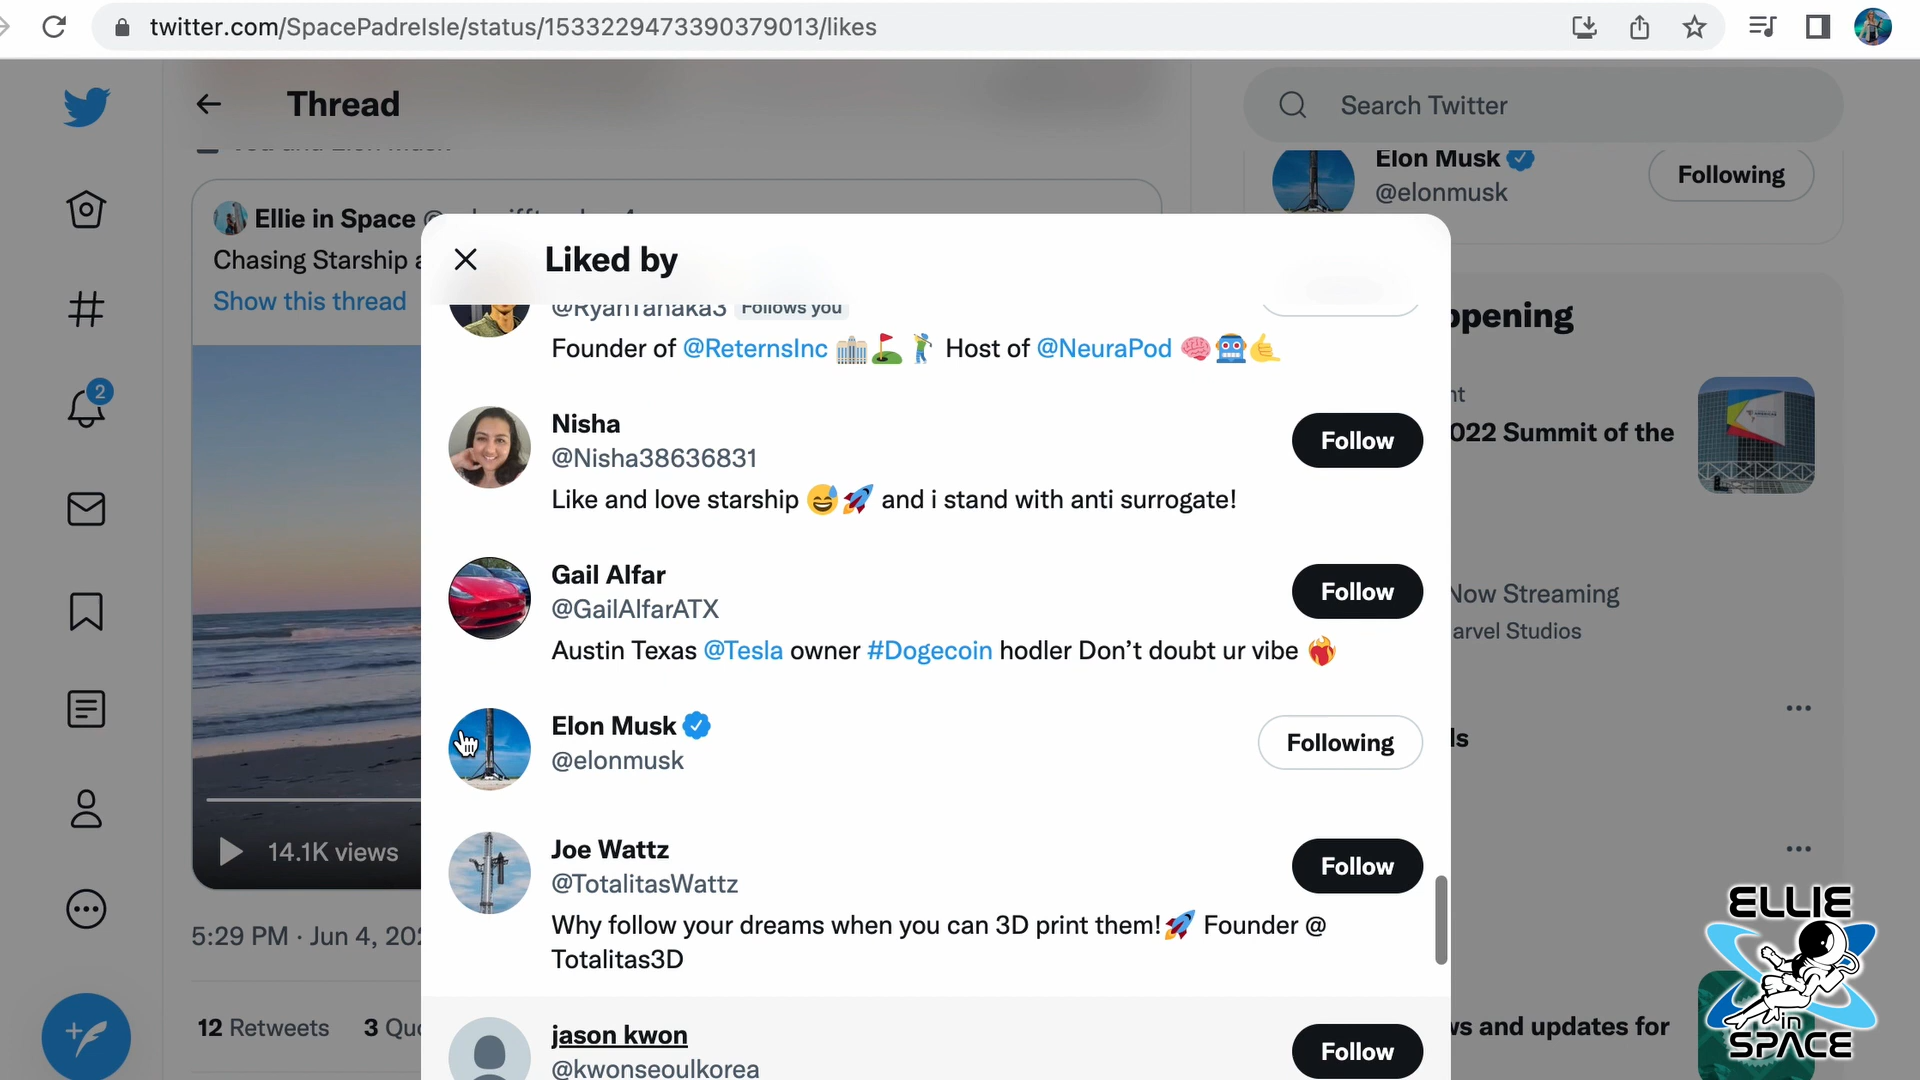 twitter.com/SpacePadreIsle/status/1533229473390379013/likes
Thread
Search Twitter
Elon Musk
@elonmusk
Following
Ellie in Space
Chasing Starship
Show this thread
Liked by
@RyanTanaka3 Follows you
Founder of @ReternsInc 🏙️⛳🏌️ Host of @NeuraPod 🧠🤖🤙
Nisha
@Nisha38636831
Follow
Like and love starship 😅🚀 and i stand with anti surrogate!
Gail Alfar
@GailAlfarATX
Follow
Austin Texas @Tesla owner #Dogecoin hodler Don’t doubt ur vibe ❤️‍🔥
Elon Musk
@elonmusk
Following
Joe Wattz
@TotalitasWattz
Follow
Why follow your dreams when you can 3D print them!🚀 Founder @
Totalitas3D
jason kwon
@kwonseoulkorea
Follow
2
14.1K views
5:29 PM · Jun 4,
12 Retweets 3
022 Summit of the
Now Streaming
arvel Studios
ls
and updates for
ELLIE
in
SPACE